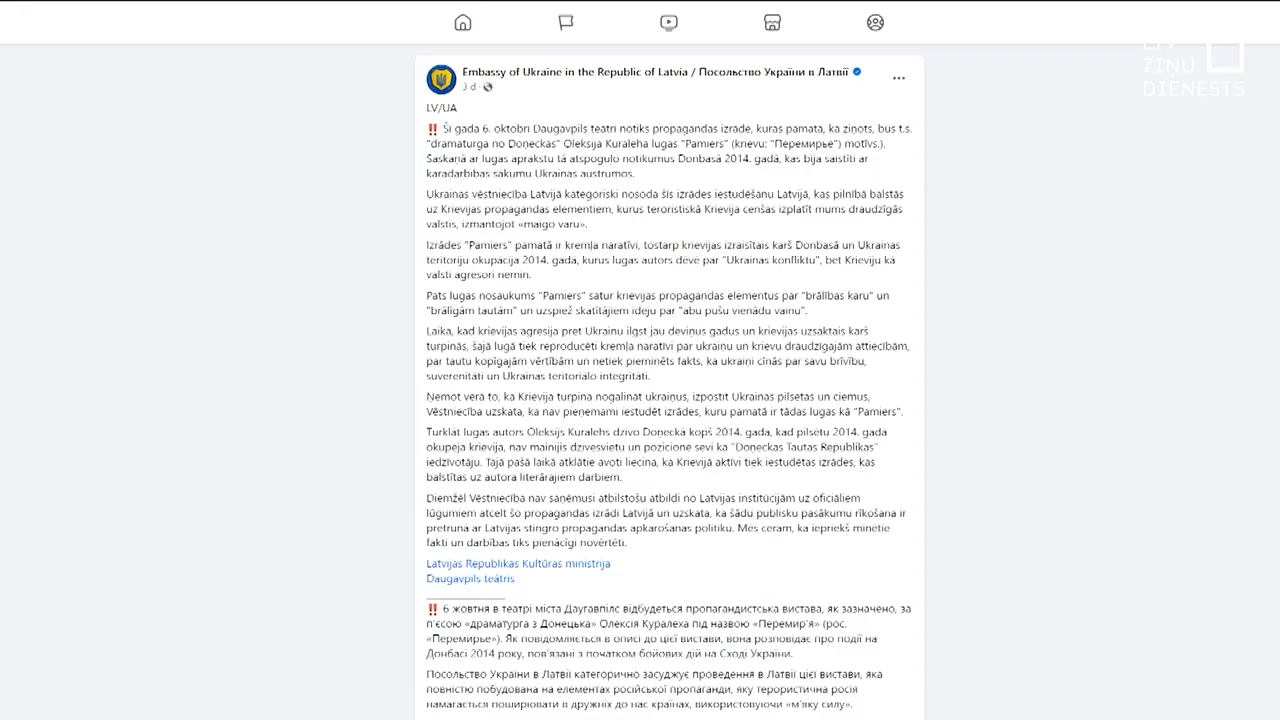 LTV
ZIŅU
DIENESTS
Embassy of Ukraine in the Republic of Latvia / Посольство України в Латвії
3 d ·
LV/UA
‼ Šī gada 6. oktobrī Daugavpils teātrī notiks propagandas izrāde, kuras pamatā, kā ziņots, būs t.s.
"dramaturga no Doņeckas" Oleksija Kuraleha lugas "Pamiers" (krievu: "Перемирье") motīvs.).
Saskaņā ar lugas aprakstu tā atspoguļo notikumus Donbasā 2014. gadā, kas bija saistīti ar
karadarbības sākumu Ukrainas austrumos.
Ukrainas vēstniecība Latvijā kategoriski nosoda šīs izrādes iestudēšanu Latvijā, kas pilnībā balstās
uz Krievijas propagandas elementiem, kurus teroristiskā Krievija cenšas izplatīt mums draudzīgās
valstīs, izmantojot «maigo varu».
Izrādes "Pamiers" pamatā ir kremļa naratīvi, tostarp krievijas izraisītais karš Donbasā un Ukrainas
teritoriju okupācija 2014. gadā, kurus lugas autors dēvē par "Ukrainas konfliktu", bet Krieviju kā
valsti agresori nemin.
Pats lugas nosaukums "Pamiers" satur krievijas propagandas elementus par "brālības karu" un
"brālīgām tautām" un uzspiež skatītājiem ideju par "abu pušu vienādu vainu".
Laikā, kad krievijas agresija pret Ukrainu ilgst jau deviņus gadus un krievijas uzsāktais karš
turpinās, šajā lugā tiek reproducēti kremļa naratīvi par ukraiņu un krievu draudzīgajām attiecībām,
par tautu kopīgajām vērtībām un netiek pieminēts fakts, ka ukraiņi cīnās par savu brīvību,
suverenitāti un Ukrainas teritoriālo integritāti.
Ņemot vērā to, ka Krievija turpina nogalināt ukraiņus, izpostīt Ukrainas pilsētas un ciemus,
Vēstniecība uzskata, ka nav pieņemami iestudēt izrādes, kuru pamatā ir tādas lugas kā "Pamiers".
Turklāt lugas autors Oleksijs Kuralehs dzīvo Doņeckā kopš 2014. gada, kad pilsētu 2014. gadā
okupēja krievija, nav mainījis dzīvesvietu un pozicionē sevi kā "Doņeckas Tautas Republikas"
iedzīvotāju. Tajā pašā laikā atklātie avoti liecina, ka Krievijā aktīvi tiek iestudētas izrādes, kas
balstītas uz autora literārajiem darbiem.
Diemžēl Vēstniecība nav saņēmusi atbilstošu atbildi no Latvijas institūcijām uz oficiāliem
lūgumiem atcelt šo propagandas izrādi Latvijā un uzskata, ka šādu publisku pasākumu rīkošana ir
pretrunā ar Latvijas stingro propagandas apkarošanas politiku. Mēs ceram, ka iepriekš minētie
fakti un darbības tiks pienācīgi novērtēti.
Latvijas Republikas Kultūras ministrija
Daugavpils teātris
‼ 6 жовтня в театрі міста Даугавпілс відбудеться пропагандистська вистава, як зазначено, за
п'єсою «драматурга з Донецька» Олексія Куралеха під назвою «Перемир'я» (рос.
«Перемирье»). Як повідомляється в описі до цієї вистави, вона розповідає про події на
Донбасі 2014 року, пов'язані з початком бойових дій на Сході України.
Посольство України в Латвії категорично засуджує проведення в Латвії цієї вистави, яка
повністю побудована на елементах російської пропаганди, яку терористична росія
намагається поширювати в дружніх до нас країнах, використовуючи «м'яку силу».